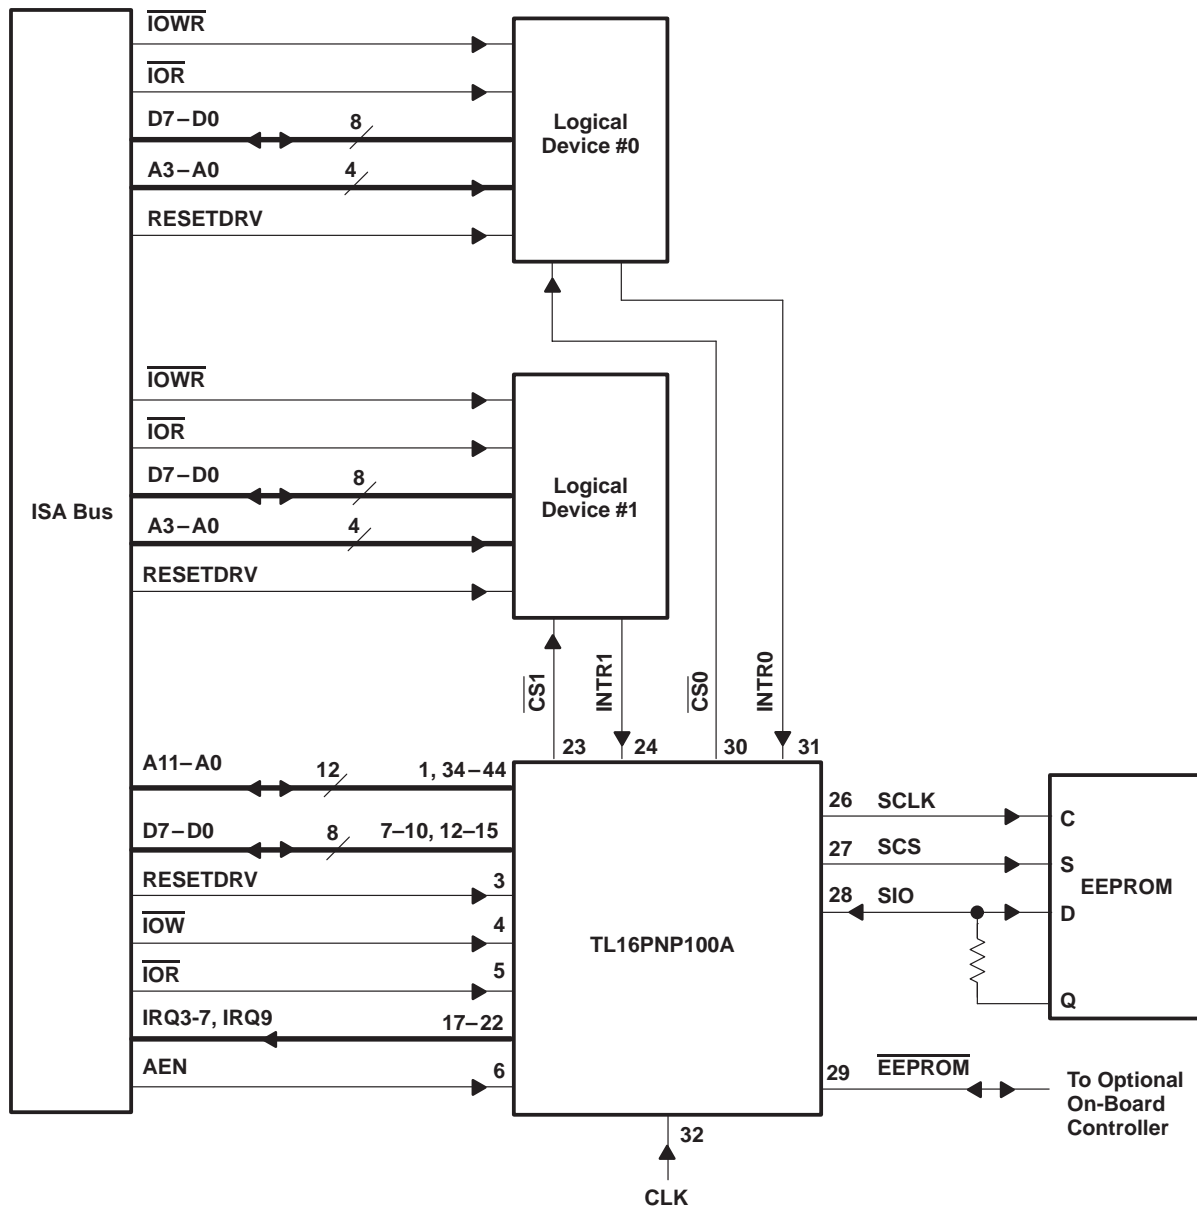 IOWR
IOR
D7–D0
8
A3–A0
4
RESETDRV
Logical
Device #0
IOWR
IOR
D7–D0
8
A3–A0
4
RESETDRV
Logical
Device #1
ISA Bus
CS1
INTR1
CS0
INTR0
23
24
30
31
A11–A0
12
1, 34–44
D7–D0
8
7–10, 12–15
RESETDRV
3
IOW
4
IOR
5
IRQ3-7, IRQ9
17–22
AEN
6
TL16PNP100A
26
SCLK
C
27
SCS
S
28
SIO
D
EEPROM
Q
29
EEPROM
To Optional
On-Board
Controller
32
CLK